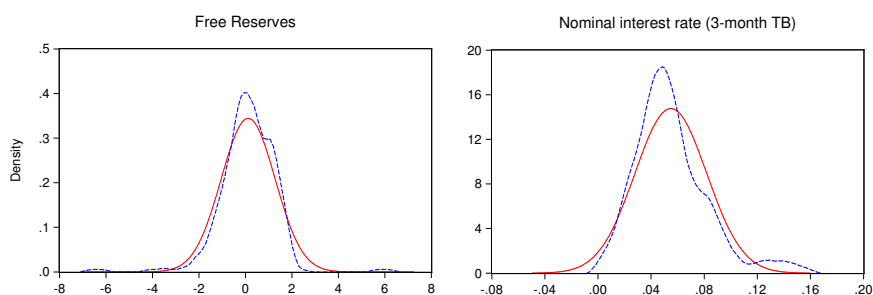 Free Reserves
.5
.4
.3
.2
.1
.0
Density
-8 -6 -4 -2 0 2 4 6 8
Nominal interest rate (3-month TB)
20
16
12
8
4
0
-.08 -.04 .00 .04 .08 .12 .16 .20